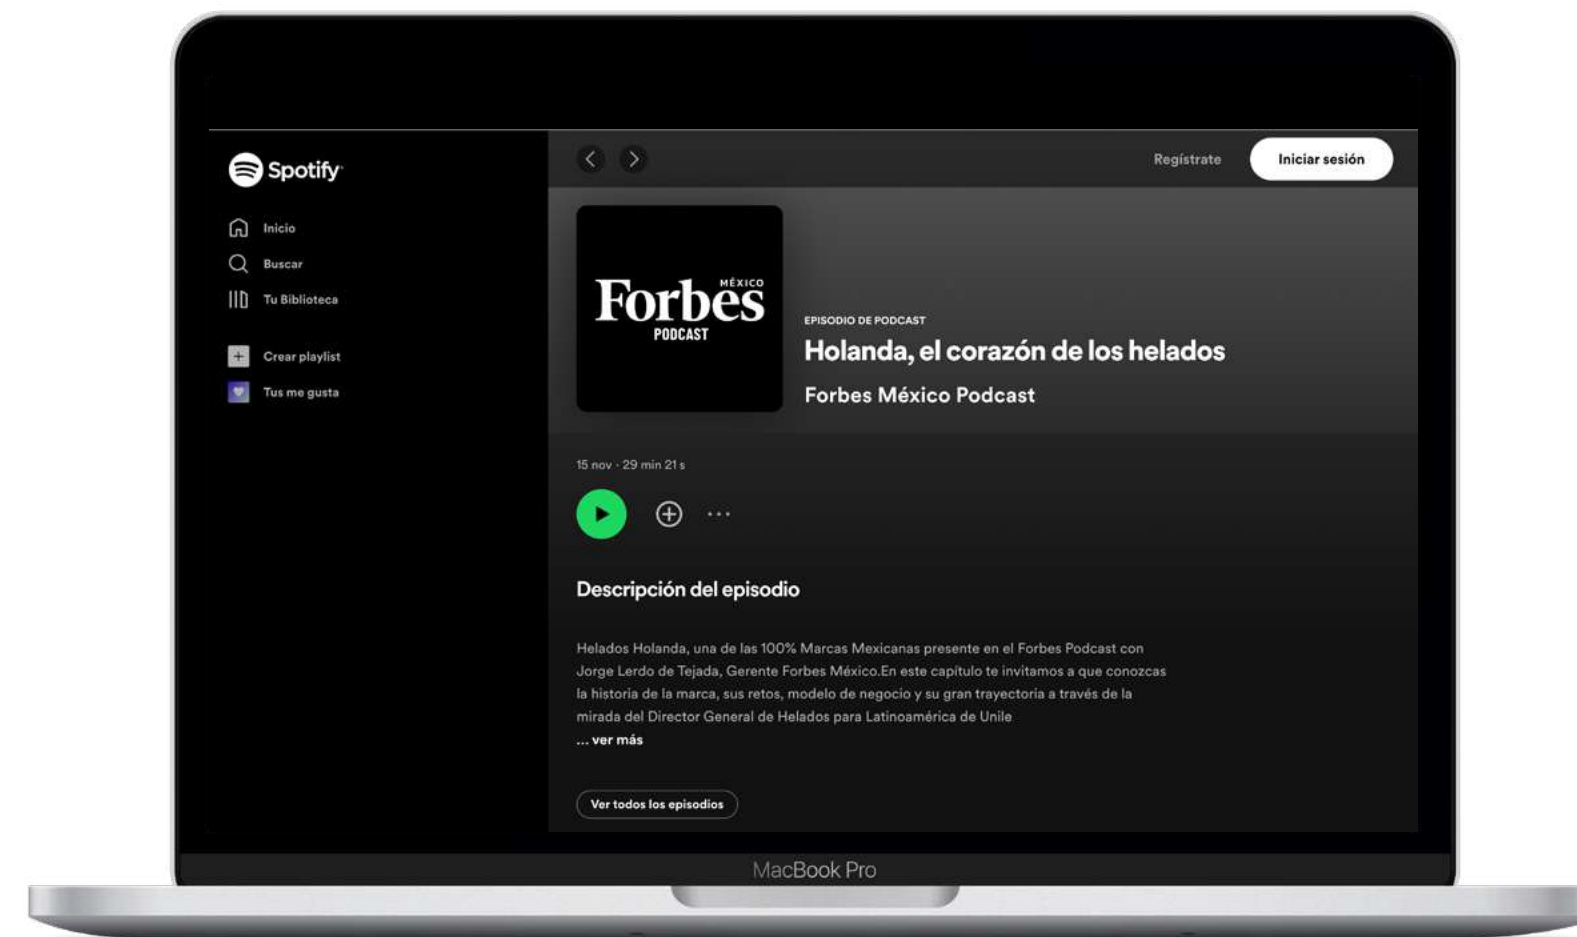 Spotify
Inicio
Buscar
Tu Biblioteca
Crear playlist
Tus me gusta
Regístrate
Iniciar sesión
Forbes
MÉXICO
PODCAST
EPISODIO DE PODCAST
Holanda, el corazón de los helados
Forbes México Podcast
15 nov · 29 min 21 s
Descripción del episodio
Helados Holanda, una de las 100% Marcas Mexicanas presente en el Forbes Podcast con
Jorge Lerdo de Tejada, Gerente Forbes México.En este capítulo te invitamos a que conozcas
la historia de la marca, sus retos, modelo de negocio y su gran trayectoria a través de la
mirada del Director General de Helados para Latinoamérica de Unile
... ver más
Ver todos los episodios
MacBook Pro